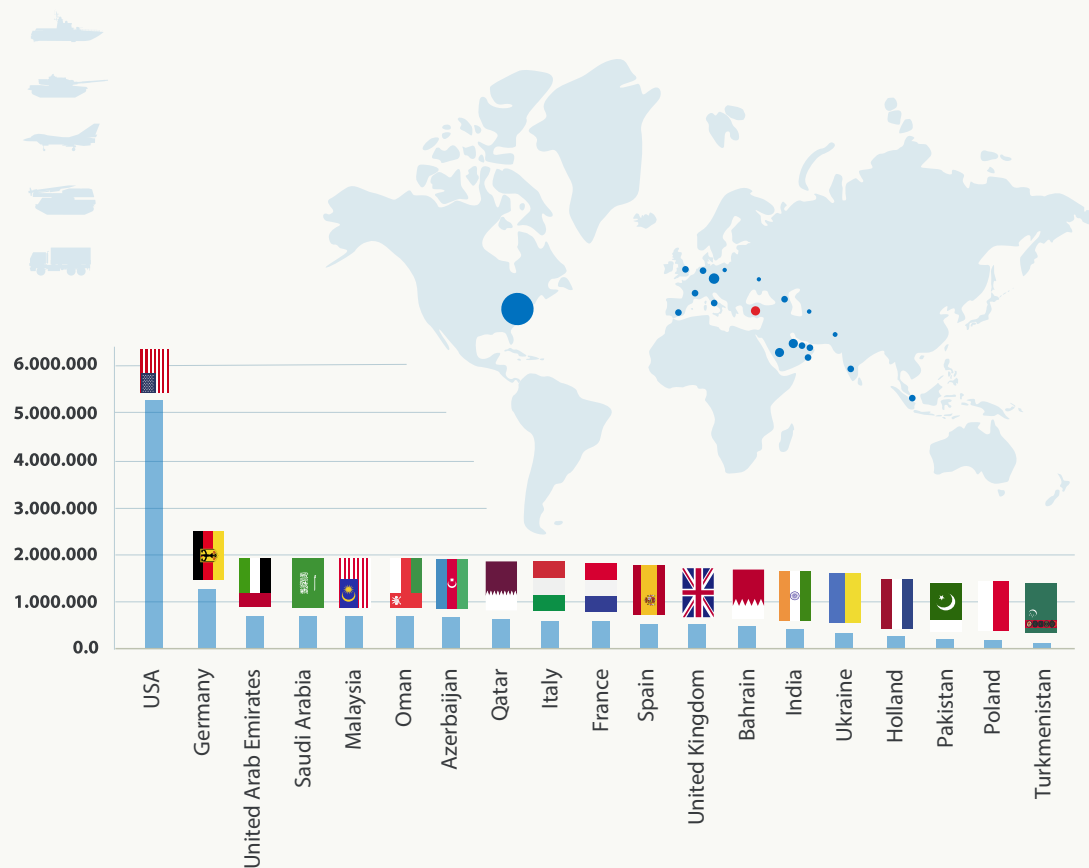 6.000.000
5.000.000
4.000.000
3.000.000
2.000.000
1.000.000
0.0
USA
Germany
United Arab Emirates
Saudi Arabia
Malaysia
Oman
Azerbaijan
Qatar
Italy
France
Spain
United Kingdom
Bahrain
India
Ukraine
Holland
Pakistan
Poland
Turkmenistan